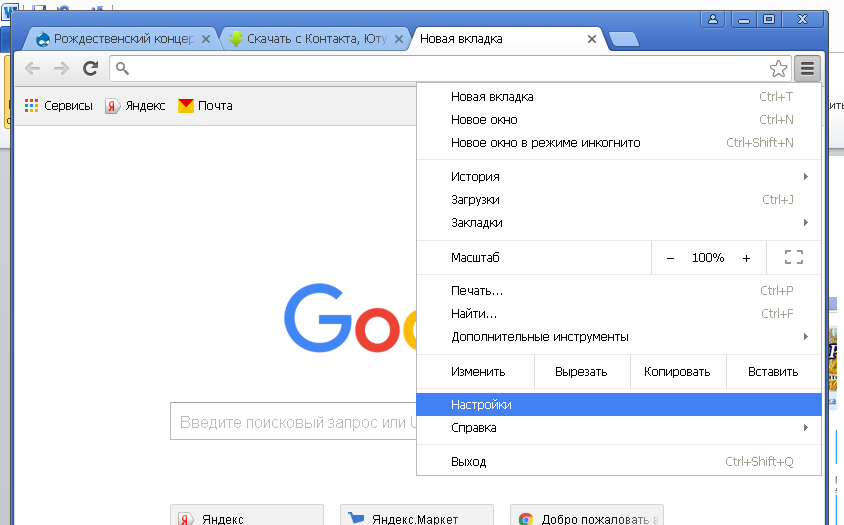 Рождественский концер
Скачать с Контакта, Юту
Новая вкладка
Сервисы Яндекс Почта
Новая вкладка Ctrl+T
Новое окно Ctrl+N
Новое окно в режиме инкогнито Ctrl+Shift+N
История
Загрузки Ctrl+J
Закладки
Масштаб − 100% +
Печать... Ctrl+P
Найти... Ctrl+F
Дополнительные инструменты
Изменить Вырезать Копировать Вставить
Настройки
Справка
Выход Ctrl+Shift+Q
Goo
Введите поисковый запрос или U
Яндекс
Яндекс.Маркет
Добро пожаловать в